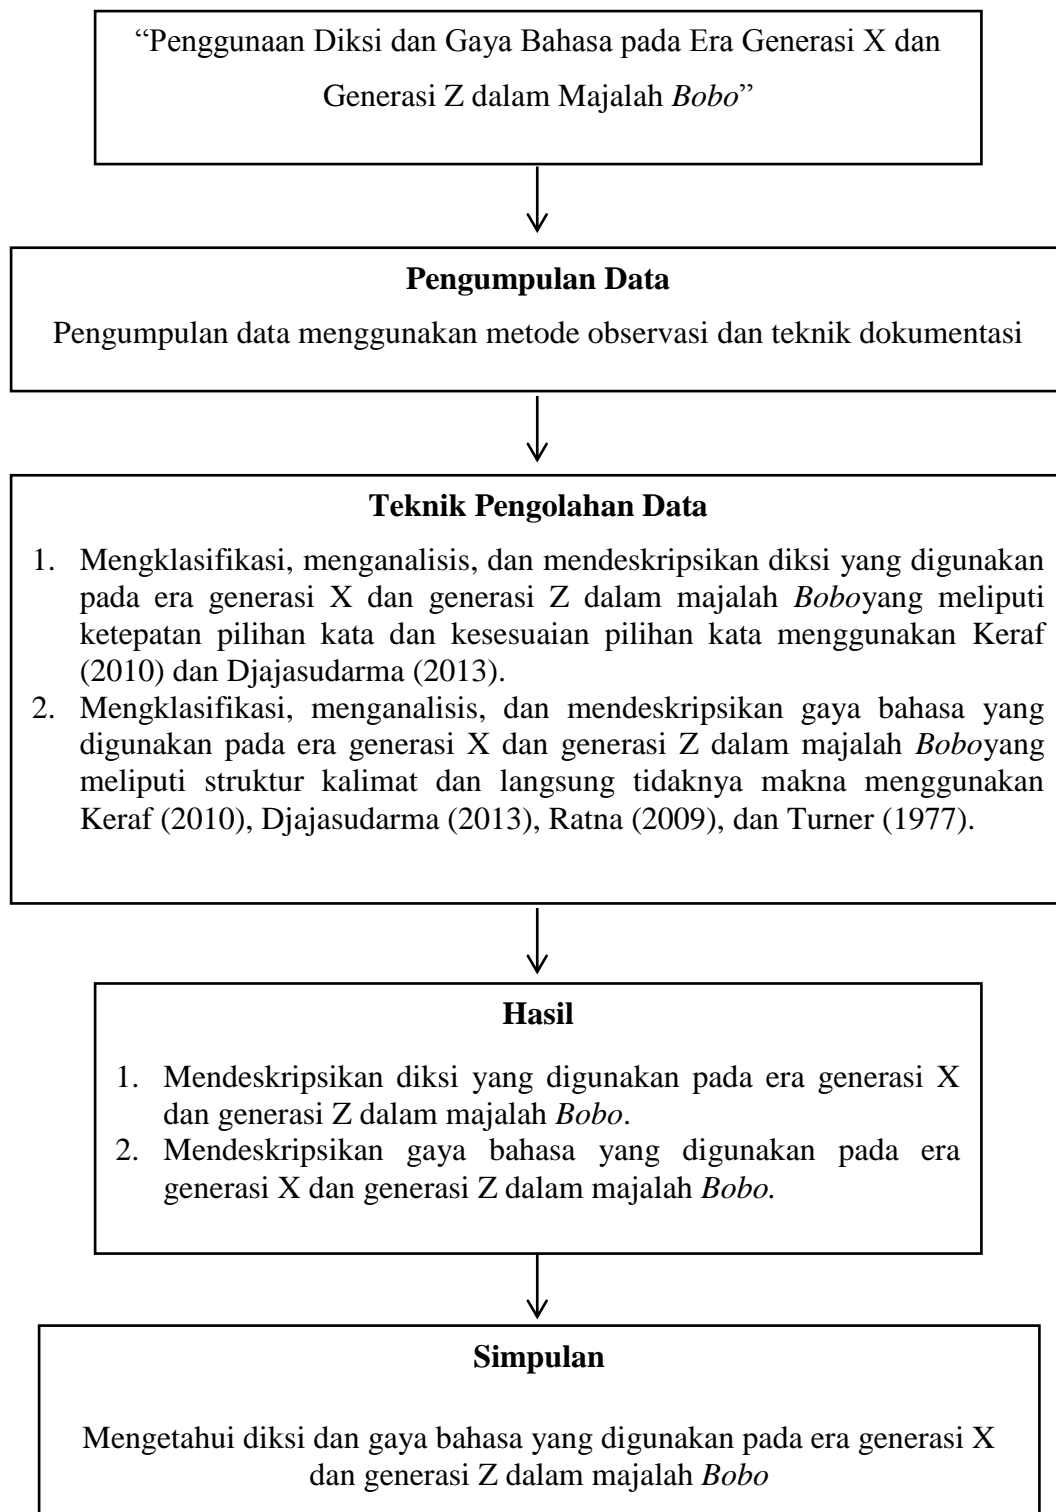 “Penggunaan Diksi dan Gaya Bahasa pada Era Generasi X dan
Generasi Z dalam Majalah Bobo”
Pengumpulan Data
Pengumpulan data menggunakan metode observasi dan teknik dokumentasi
Teknik Pengolahan Data
1. Mengklasifikasi, menganalisis, dan mendeskripsikan diksi yang digunakan
pada era generasi X dan generasi Z dalam majalah Boboyang meliputi
ketepatan pilihan kata dan kesesuaian pilihan kata menggunakan Keraf
(2010) dan Djajasudarma (2013).
2. Mengklasifikasi, menganalisis, dan mendeskripsikan gaya bahasa yang
digunakan pada era generasi X dan generasi Z dalam majalah Boboyang
meliputi struktur kalimat dan langsung tidaknya makna menggunakan
Keraf (2010), Djajasudarma (2013), Ratna (2009), dan Turner (1977).
Hasil
1. Mendeskripsikan diksi yang digunakan pada era generasi X
dan generasi Z dalam majalah Bobo.
2. Mendeskripsikan gaya bahasa yang digunakan pada era
generasi X dan generasi Z dalam majalah Bobo.
Simpulan
Mengetahui diksi dan gaya bahasa yang digunakan pada era generasi X
dan generasi Z dalam majalah Bobo